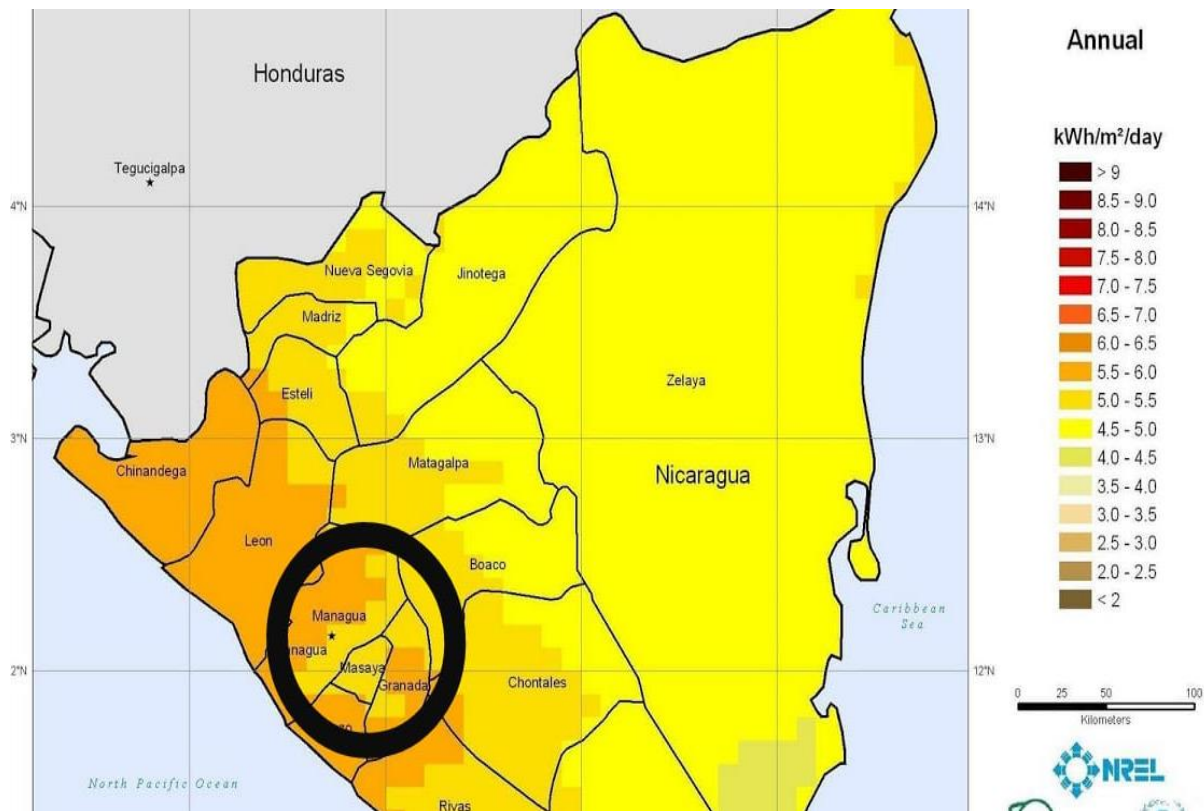 Annual
Honduras
kWh/m²/day
> 9
8.5 - 9.0
8.0 - 8.5
7.5 - 8.0
7.0 - 7.5
6.5 - 7.0
6.0 - 6.5
5.5 - 6.0
5.0 - 5.5
4.5 - 5.0
4.0 - 4.5
3.5 - 4.0
3.0 - 3.5
2.5 - 3.0
2.0 - 2.5
< 2
Tegucigalpa
4°N
14°N
Nueva Segovia
Jinotega
Madriz
Zelaya
Esteli
3°N
13°N
Chinandega
Matagalpa
Nicaragua
Leon
Boaco
Managua
Caribbean
Sea
nagua
Masaya
2°N
12°N
Granada
Chontales
0 25 50 100
Kilometers
North Pacific Ocean
NREL
Rivas